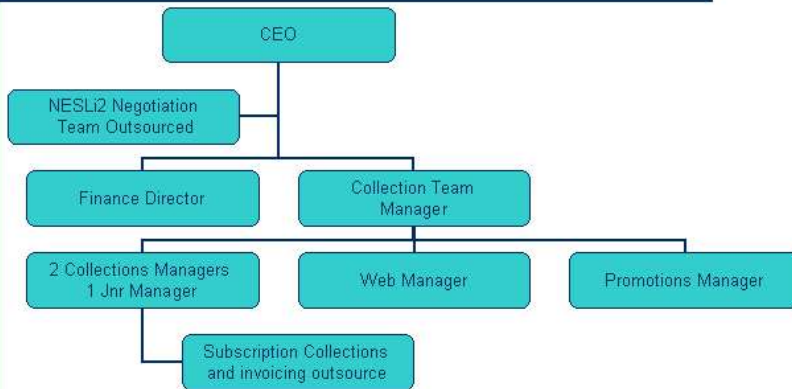 CEO
NESLi2 Negotiation
Team Outsourced
Finance Director
Collection Team
Manager
2 Collections Managers
1 Jnr Manager
Web Manager
Promotions Manager
Subscription Collections
and invoicing outsource